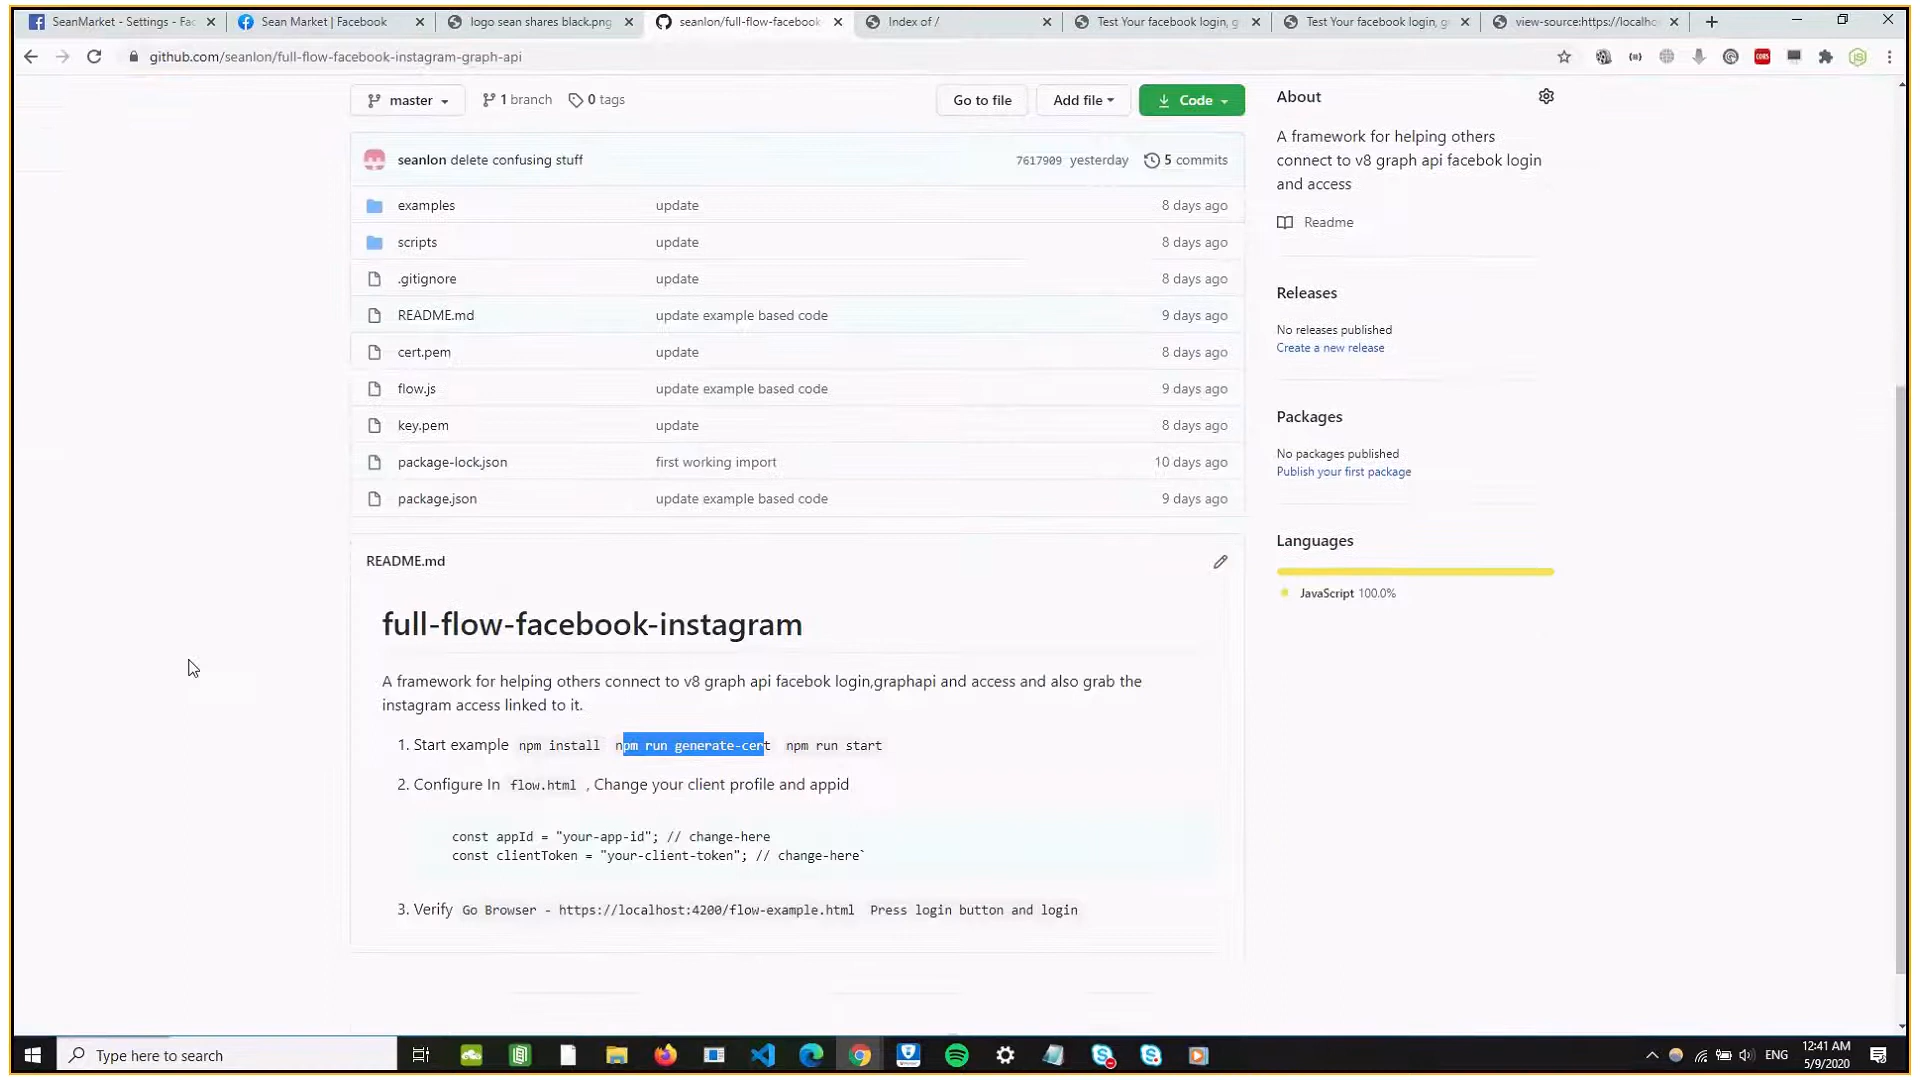 SeanMarket - Settings - Fac
Sean Market | Facebook
logo sean shares black.png
seanlon/full-flow-facebook
Index of /
Test Your facebook login, g
Test Your facebook login, g
view-source:https://localho
github.com/seanlon/full-flow-facebook-instagram-graph-api
master
1 branch
0 tags
Go to file
Add file
Code
seanlon delete confusing stuff
7617909 yesterday
5 commits
examples update 8 days ago
scripts update 8 days ago
.gitignore update 8 days ago
README.md update example based code 9 days ago
cert.pem update 8 days ago
flow.js update example based code 9 days ago
key.pem update 8 days ago
package-lock.json first working import 10 days ago
package.json update example based code 9 days ago
README.md
full-flow-facebook-instagram
A framework for helping others connect to v8 graph api facebok login,graphapi and access and also grab the
instagram access linked to it.
1. Start example npm install npm run generate-cert npm run start
2. Configure In flow.html , Change your client profile and appid
const appId = "your-app-id"; // change-here
const clientToken = "your-client-token"; // change-here`
3. Verify Go Browser - https://localhost:4200/flow-example.html Press login button and login
About
A framework for helping others
connect to v8 graph api facebok login
and access
Readme
Releases
No releases published
Create a new release
Packages
No packages published
Publish your first package
Languages
JavaScript 100.0%
Type here to search
ENG
12:41 AM
5/9/2020